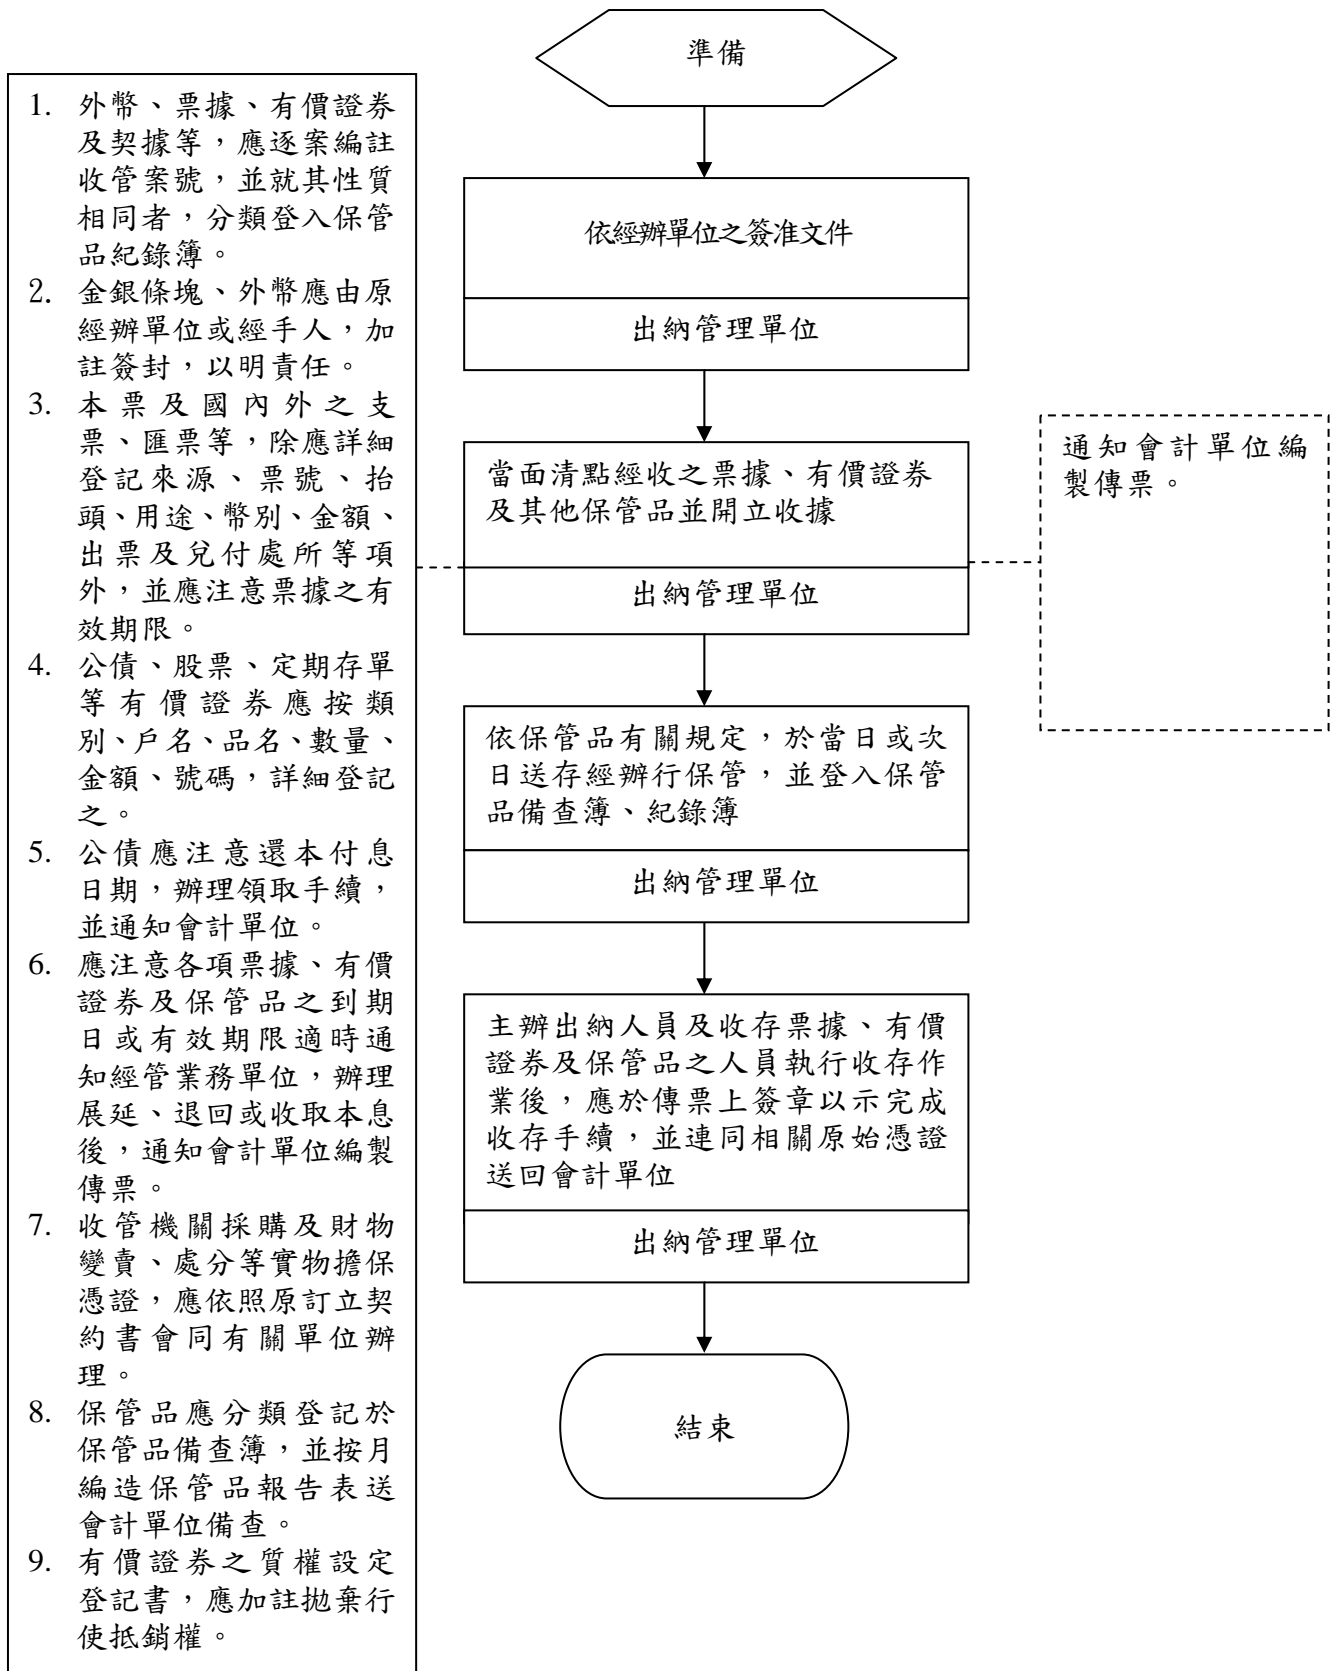 準備
1. 外幣、票據、有價證券
及契據等，應逐案編註
收管案號，並就其性質
相同者，分類登入保管
品紀錄簿。
2. 金銀條塊、外幣應由原
經辦單位或經手人，加
註簽封，以明責任。
3. 本票及國內外之支
票、匯票等，除應詳細
登記來源、票號、抬
頭、用途、幣別、金額、
出票及兌付處所等項
外，並應注意票據之有
效期限。
4. 公債、股票、定期存單
等有價證券應按類
別、戶名、品名、數量、
金額、號碼，詳細登記
之。
5. 公債應注意還本付息
日期，辦理領取手續，
並通知會計單位。
6. 應注意各項票據、有價
證券及保管品之到期
日或有效期限適時通
知經管業務單位，辦理
展延、退回或收取本息
後，通知會計單位編製
傳票。
7. 收管機關採購及財物
變賣、處分等實物擔保
憑證，應依照原訂立契
約書會同有關單位辦
理。
8. 保管品應分類登記於
保管品備查簿，並按月
編造保管品報告表送
會計單位備查。
9. 有價證券之質權設定
登記書，應加註拋棄行
使抵銷權。
依經辦單位之簽准文件
出納管理單位
當面清點經收之票據、有價證券
及其他保管品並開立收據
出納管理單位
通知會計單位編
製傳票。
依保管品有關規定，於當日或次
日送存經辦行保管，並登入保管
品備查簿、紀錄簿
出納管理單位
主辦出納人員及收存票據、有價
證券及保管品之人員執行收存作
業後，應於傳票上簽章以示完成
收存手續，並連同相關原始憑證
送回會計單位
出納管理單位
結束